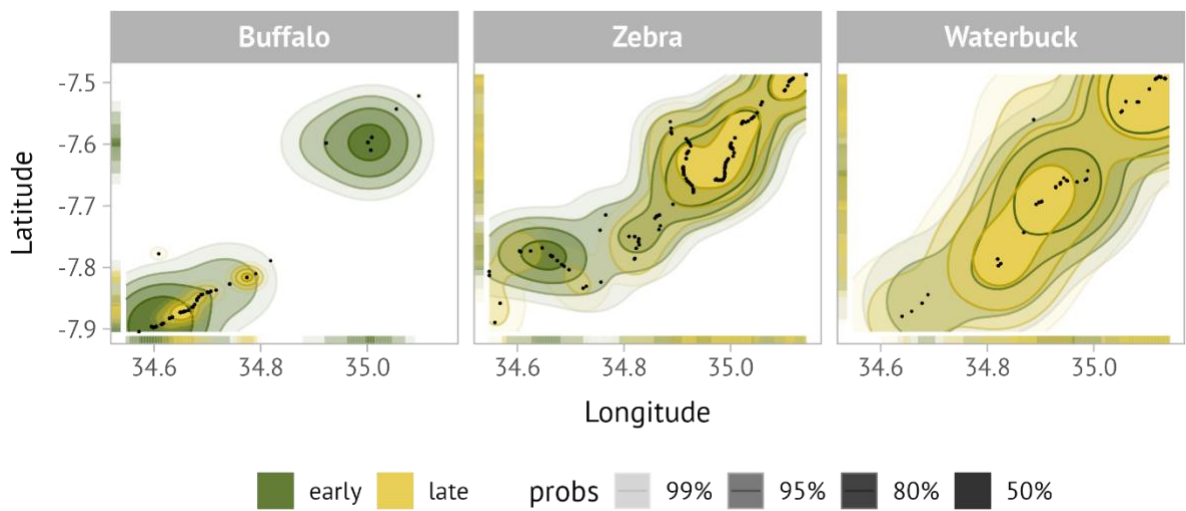 Buffalo Zebra Waterbuck
-7.5
-7.6
-7.7
-7.8
-7.9
Latitude
34.6 34.8 35.0 34.6 34.8 35.0 34.6 34.8 35.0
Longitude
early late probs 99% 95% 80% 50%